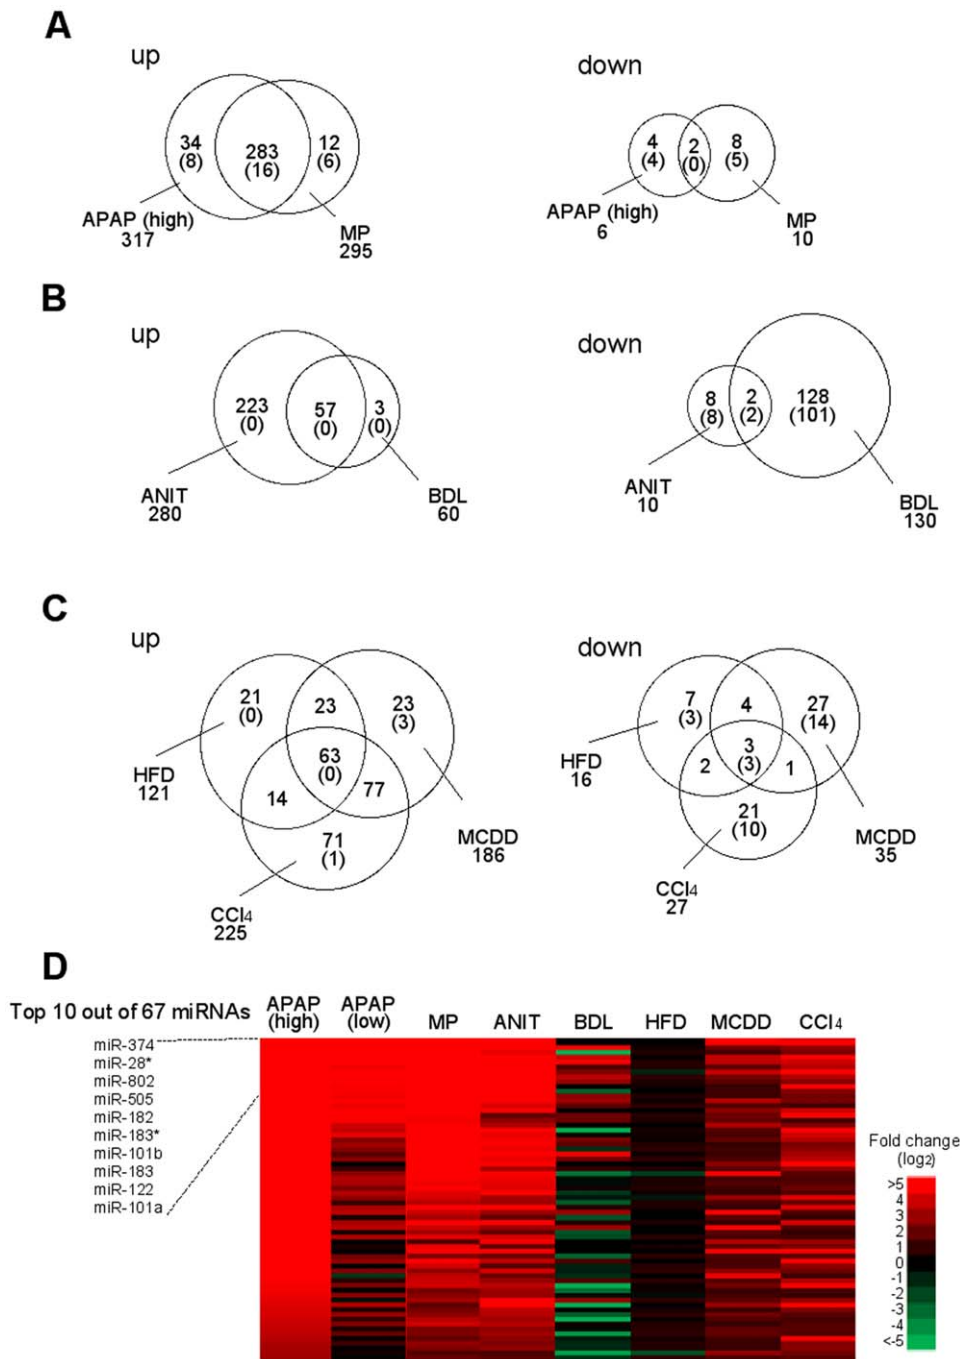 A
up
down
34
(8)
283
(16)
12
(6)
APAP (high)
317
MP
295
4
(4)
2
(0)
8
(5)
APAP (high)
6
MP
10
B
up
down
223
(0)
57
(0)
3
(0)
ANIT
280
BDL
60
8
(8)
2
(2)
128
(101)
ANIT
10
BDL
130
C
up
down
21
(0)
23
23
(3)
63
(0)
14
77
71
(1)
HFD
121
MCDD
186
CCl4
225
7
(3)
4
27
(14)
3
(3)
2
1
21
(10)
HFD
16
MCDD
35
CCl4
27
D
Top 10 out of 67 miRNAs
APAP
(high)
APAP
(low)
MP
ANIT
BDL
HFD
MCDD
CCl4
miR-374
miR-28*
miR-802
miR-505
miR-182
miR-183*
miR-101b
miR-183
miR-122
miR-101a
Fold change
(log2)
>5
4
3
2
1
0
-1
-2
-3
-4
<-5